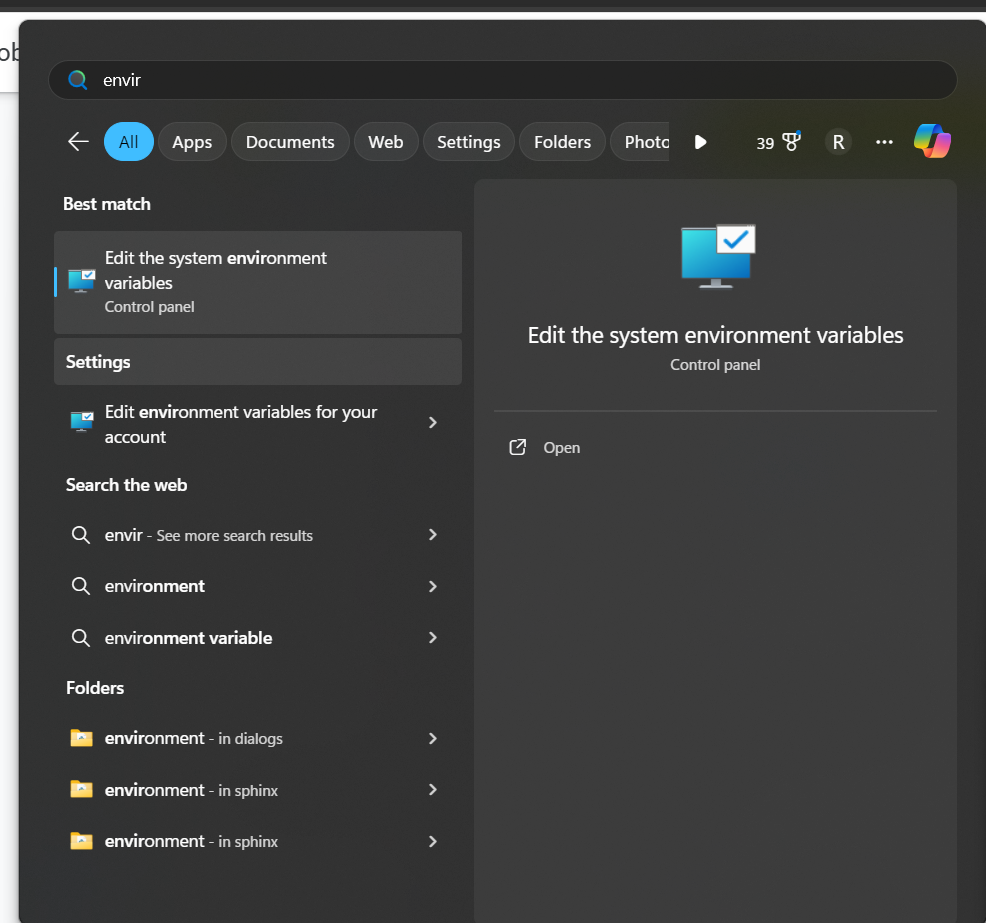 ob
envir
All
Apps
Documents
Web
Settings
Folders
Photo
39
R
Best match
Edit the system environment
variables
Control panel
Settings
Edit environment variables for your
account
Search the web
envir - See more search results
environment
environment variable
Folders
environment - in dialogs
environment - in sphinx
environment - in sphinx
Edit the system environment variables
Control panel
Open